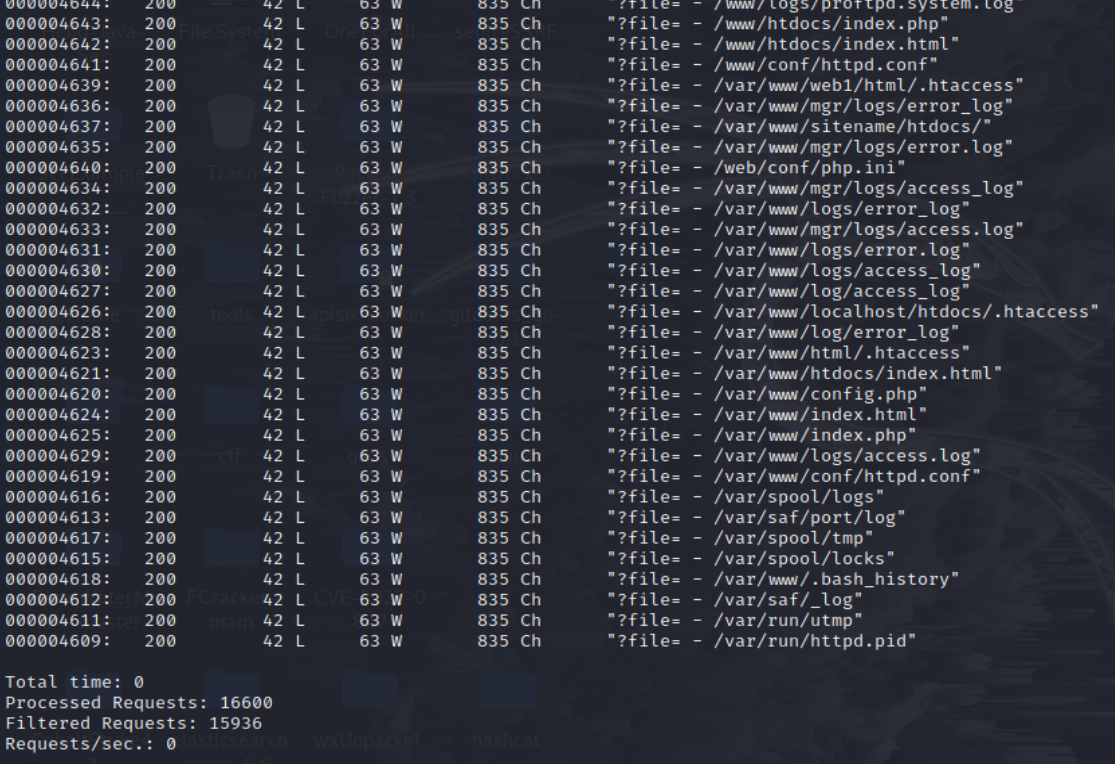 000004644: 200 42 L 63 W 835 Ch "?file= - /www/logs/proftpd.system.log"
000004643: 200 42 L 63 W 835 Ch "?file= - /www/htdocs/index.php"
000004642: 200 42 L 63 W 835 Ch "?file= - /www/htdocs/index.html"
000004641: 200 42 L 63 W 835 Ch "?file= - /www/conf/httpd.conf"
000004639: 200 42 L 63 W 835 Ch "?file= - /var/www/web1/html/.htaccess"
000004636: 200 42 L 63 W 835 Ch "?file= - /var/www/mgr/logs/error_log"
000004637: 200 42 L 63 W 835 Ch "?file= - /var/www/sitename/htdocs/"
000004635: 200 42 L 63 W 835 Ch "?file= - /var/www/mgr/logs/error.log"
000004640: 200 42 L 63 W 835 Ch "?file= - /web/conf/php.ini"
000004634: 200 42 L 63 W 835 Ch "?file= - /var/www/mgr/logs/access_log"
000004632: 200 42 L 63 W 835 Ch "?file= - /var/www/logs/error_log"
000004633: 200 42 L 63 W 835 Ch "?file= - /var/www/mgr/logs/access.log"
000004631: 200 42 L 63 W 835 Ch "?file= - /var/www/logs/error.log"
000004630: 200 42 L 63 W 835 Ch "?file= - /var/www/logs/access_log"
000004627: 200 42 L 63 W 835 Ch "?file= - /var/www/log/access_log"
000004626: 200 42 L 63 W 835 Ch "?file= - /var/www/localhost/htdocs/.htaccess"
000004628: 200 42 L 63 W 835 Ch "?file= - /var/www/log/error_log"
000004623: 200 42 L 63 W 835 Ch "?file= - /var/www/html/.htaccess"
000004621: 200 42 L 63 W 835 Ch "?file= - /var/www/htdocs/index.html"
000004620: 200 42 L 63 W 835 Ch "?file= - /var/www/config.php"
000004624: 200 42 L 63 W 835 Ch "?file= - /var/www/index.html"
000004625: 200 42 L 63 W 835 Ch "?file= - /var/www/index.php"
000004629: 200 42 L 63 W 835 Ch "?file= - /var/www/logs/access.log"
000004619: 200 42 L 63 W 835 Ch "?file= - /var/www/conf/httpd.conf"
000004616: 200 42 L 63 W 835 Ch "?file= - /var/spool/logs"
000004613: 200 42 L 63 W 835 Ch "?file= - /var/saf/port/log"
000004617: 200 42 L 63 W 835 Ch "?file= - /var/spool/tmp"
000004615: 200 42 L 63 W 835 Ch "?file= - /var/spool/locks"
000004618: 200 42 L 63 W 835 Ch "?file= - /var/www/.bash_history"
000004612: 200 42 L 63 W 835 Ch "?file= - /var/saf/_log"
000004611: 200 42 L 63 W 835 Ch "?file= - /var/run/utmp"
000004609: 200 42 L 63 W 835 Ch "?file= - /var/run/httpd.pid"
Total time: 0
Processed Requests: 16600
Filtered Requests: 15936
Requests/sec.: 0
File System
Trash
tools
ctf
FCracker
main
wxUnpacker
hashcat